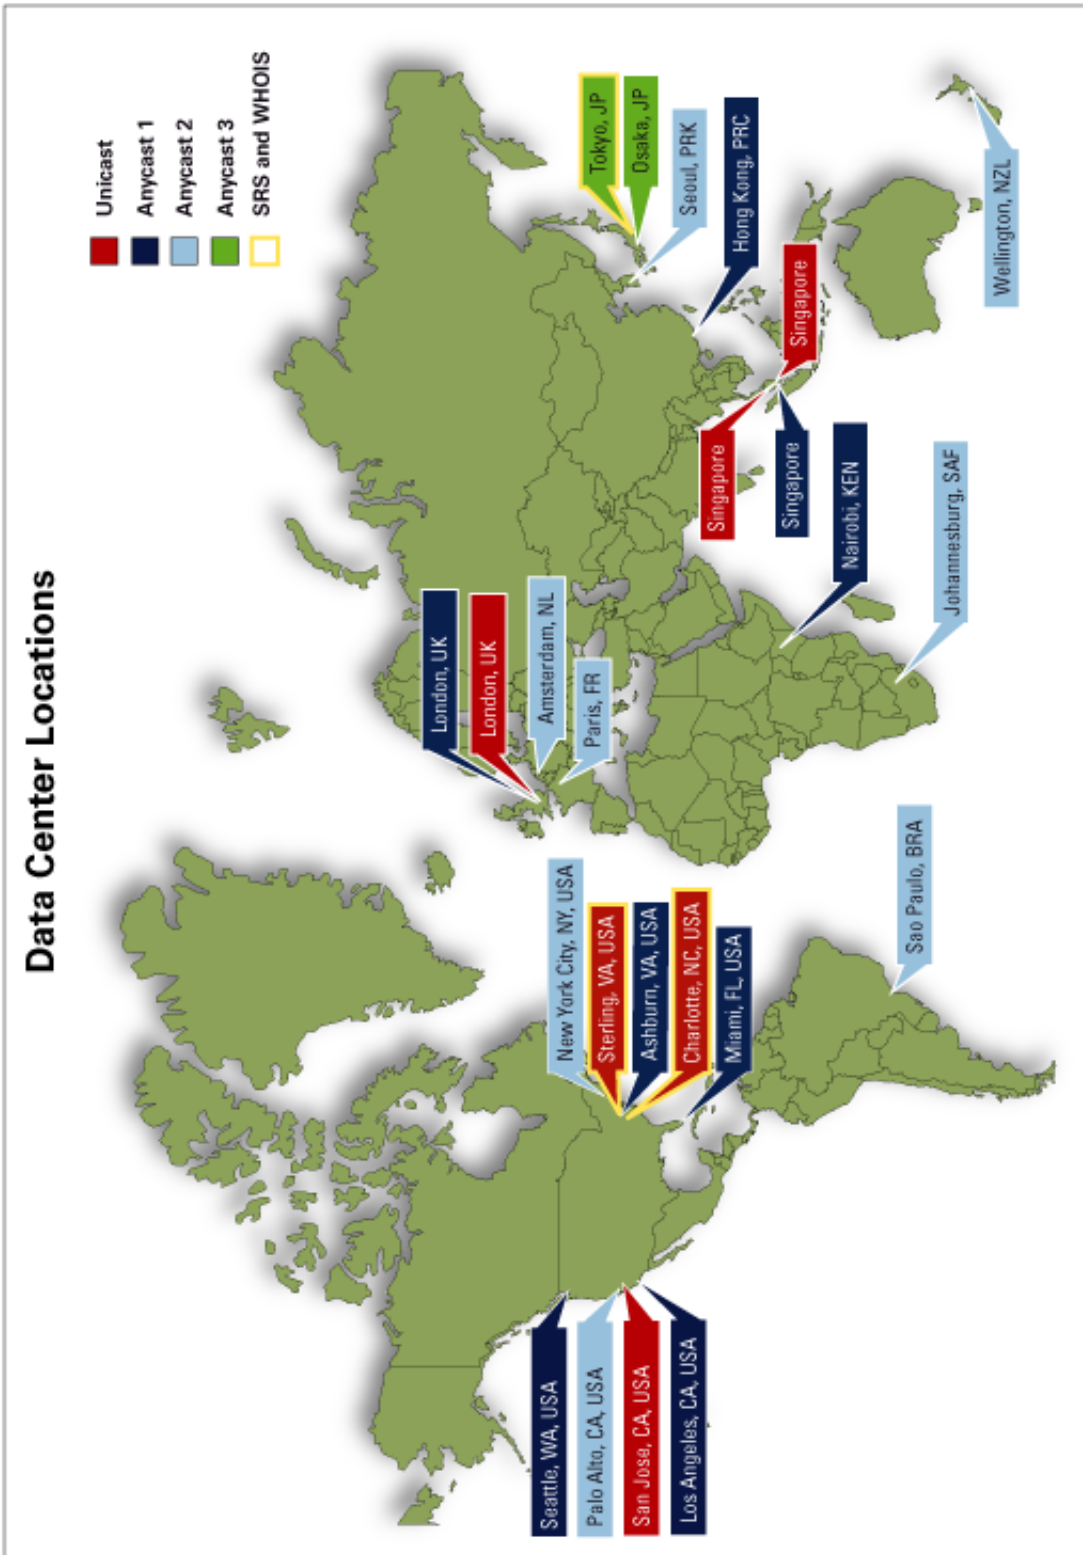 Data Center Locations
Unicast
Anycast 1
Anycast 2
Anycast 3
SRS and WHOIS
Seattle, WA, USA
Palo Alto, CA, USA
San Jose, CA, USA
Los Angeles, CA, USA
New York City, NY, USA
Sterling, VA, USA
Ashburn, VA, USA
Charlotte, NC, USA
Miami, FL, USA
Sao Paulo, BRA
London, UK
London, UK
Amsterdam, NL
Paris, FR
Nairobi, KEN
Johannesburg, SAF
Singapore
Singapore
Singapore
Tokyo, JP
Osaka, JP
Seoul, PRK
Hong Kong, PRC
Wellington, NZL